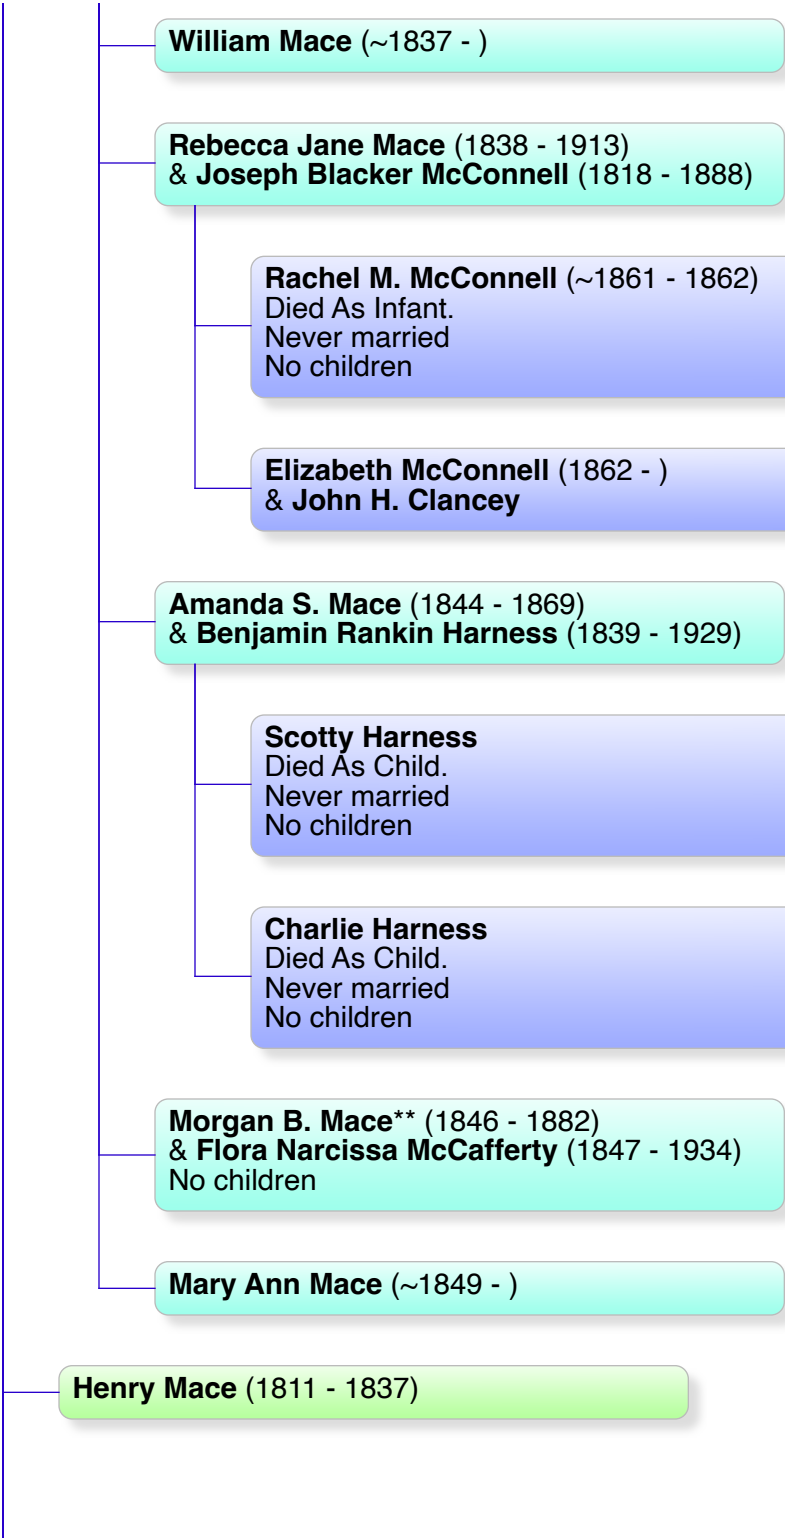 William Mace (~1837 - )
Rebecca Jane Mace (1838 - 1913)
& Joseph Blacker McConnell (1818 - 1888)
Rachel M. McConnell (~1861 - 1862)
Died As Infant.
Never married
No children
Elizabeth McConnell (1862 - )
& John H. Clancey
Amanda S. Mace (1844 - 1869)
& Benjamin Rankin Harness (1839 - 1929)
Scotty Harness
Died As Child.
Never married
No children
Charlie Harness
Died As Child.
Never married
No children
Morgan B. Mace** (1846 - 1882)
& Flora Narcissa McCafferty (1847 - 1934)
No children
Mary Ann Mace (~1849 - )
Henry Mace (1811 - 1837)